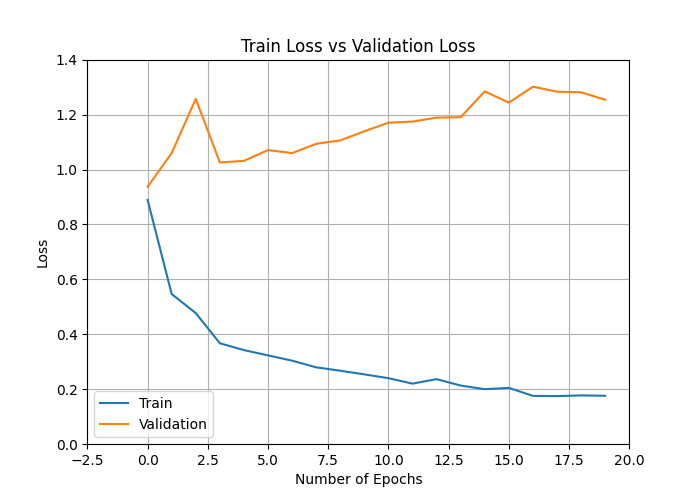 Train Loss vs Validation Loss
1.4
1.2
1.0
0.8
0.6
0.4
0.2
0.0
Loss
Train
Validation
−2.5 0.0 2.5 5.0 7.5 10.0 12.5 15.0 17.5 20.0
Number of Epochs